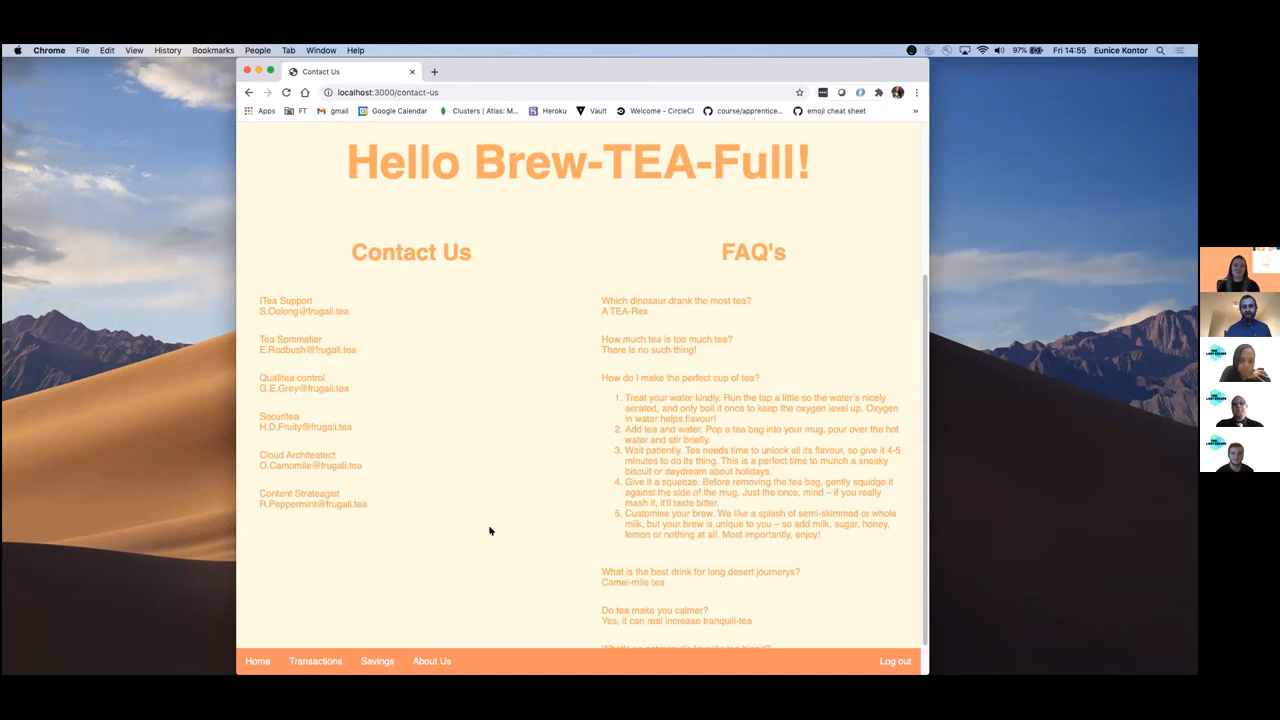 Chrome File Edit View History Bookmarks People Tab Window Help
97% Fri 14:55 Eunice Kontor
Contact Us
localhost:3000/contact-us
Apps FT gmail Google Calendar Clusters | Atlas: M... Heroku Vault Welcome - CircleCI course/apprentice... emoji cheat sheet »
Hello Brew-TEA-Full!
Contact Us
ITea Support
S.Oolong@frugali.tea
Tea Sommelier
E.Redbush@frugali.tea
Qualitea control
G.E.Grey@frugali.tea
Securitea
H.D.Fruity@frugali.tea
Cloud Architeatect
O.Camomile@frugali.tea
Content Strateagist
R.Peppermint@frugali.tea
FAQ's
Which dinosaur drank the most tea?
A TEA-Rex
How much tea is too much tea?
There is no such thing!
How do I make the perfect cup of tea?
1. Treat your water kindly. Run the tap a little so the water's nicely
aerated, and only boil it once to keep the oxygen level up. Oxygen
in water helps flavour!
2. Add tea and water. Pop a tea bag into your mug, pour over the hot
water and stir briefly.
3. Wait patiently. Tea needs time to unlock all its flavour, so give it 4-5
minutes to do its thing. This is a perfect time to munch a sneaky
biscuit or daydream about holidays.
4. Give it a squeeze. Before removing the tea bag, gently squidge it
against the side of the mug. Just the once, mind – if you really
mash it, it'll taste bitter.
5. Customise your brew. We like a splash of semi-skimmed or whole
milk, but your brew is unique to you – so add milk, sugar, honey,
lemon or nothing at all. Most importantly, enjoy!
What is the best drink for long desert journeys?
Camel-mile tea
Do tea make you calmer?
Yes, it can real increase tranquili-tea
Home Transactions Savings About Us Log out
THE LAST ESCAPE
THE LAST ESCAPE
THE LAST ESCAPE